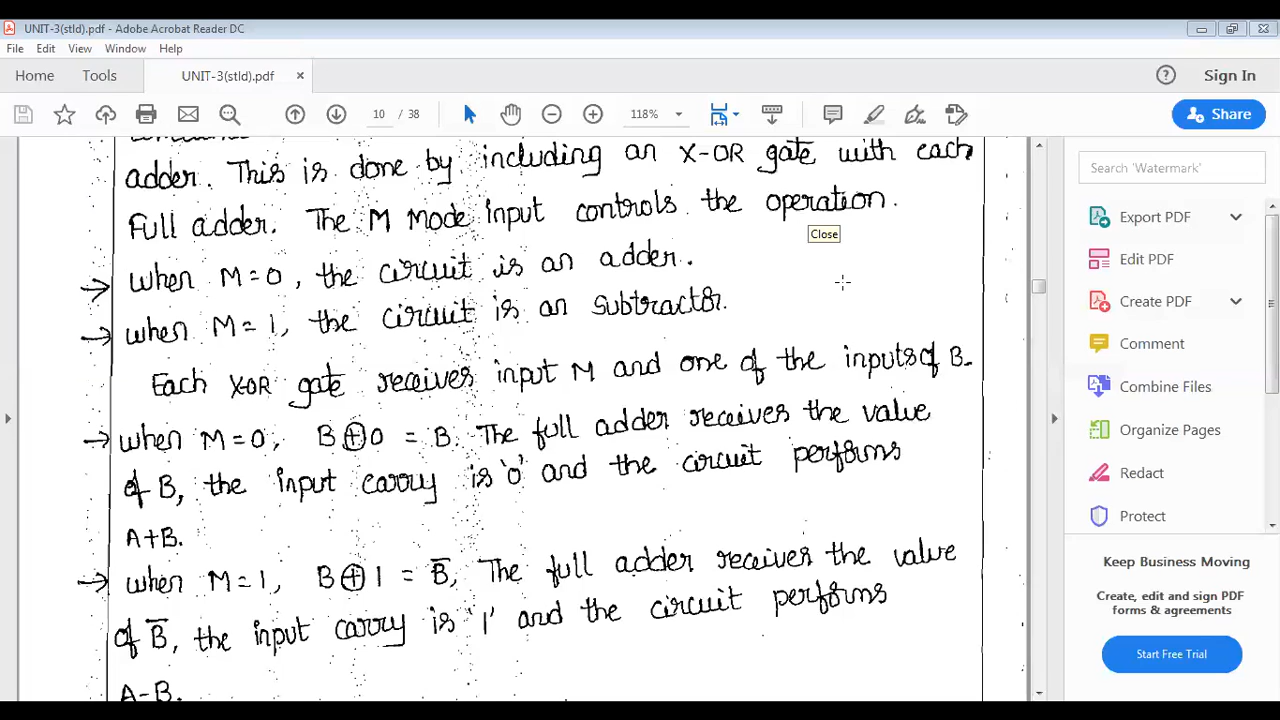 UNIT-3(stld).pdf - Adobe Acrobat Reader DC
File Edit View Window Help
Home Tools UNIT-3(stld).pdf × Sign In
10 / 38 118% Share
adder. This is done by including an X-OR gate with each
Full adder. The M Mode input controls the operation.
Close
→ when M=0, the circuit is an adder.
→ when M=1, the circuit is an subtractor.
Each X-OR gate receives input M and one of the inputs of B.
→ when M=0, B⊕0 = B. The full adder receives the value
of B, the input carry is '0' and the circuit performs
A+B.
→ when M=1, B⊕1 = B̅, The full adder receives the value
of B̅, the input carry is '1' and the circuit performs
A-B.
Search 'Watermark'
Export PDF
Edit PDF
Create PDF
Comment
Combine Files
Organize Pages
Redact
Protect
Keep Business Moving
Create, edit and sign PDF
forms & agreements
Start Free Trial